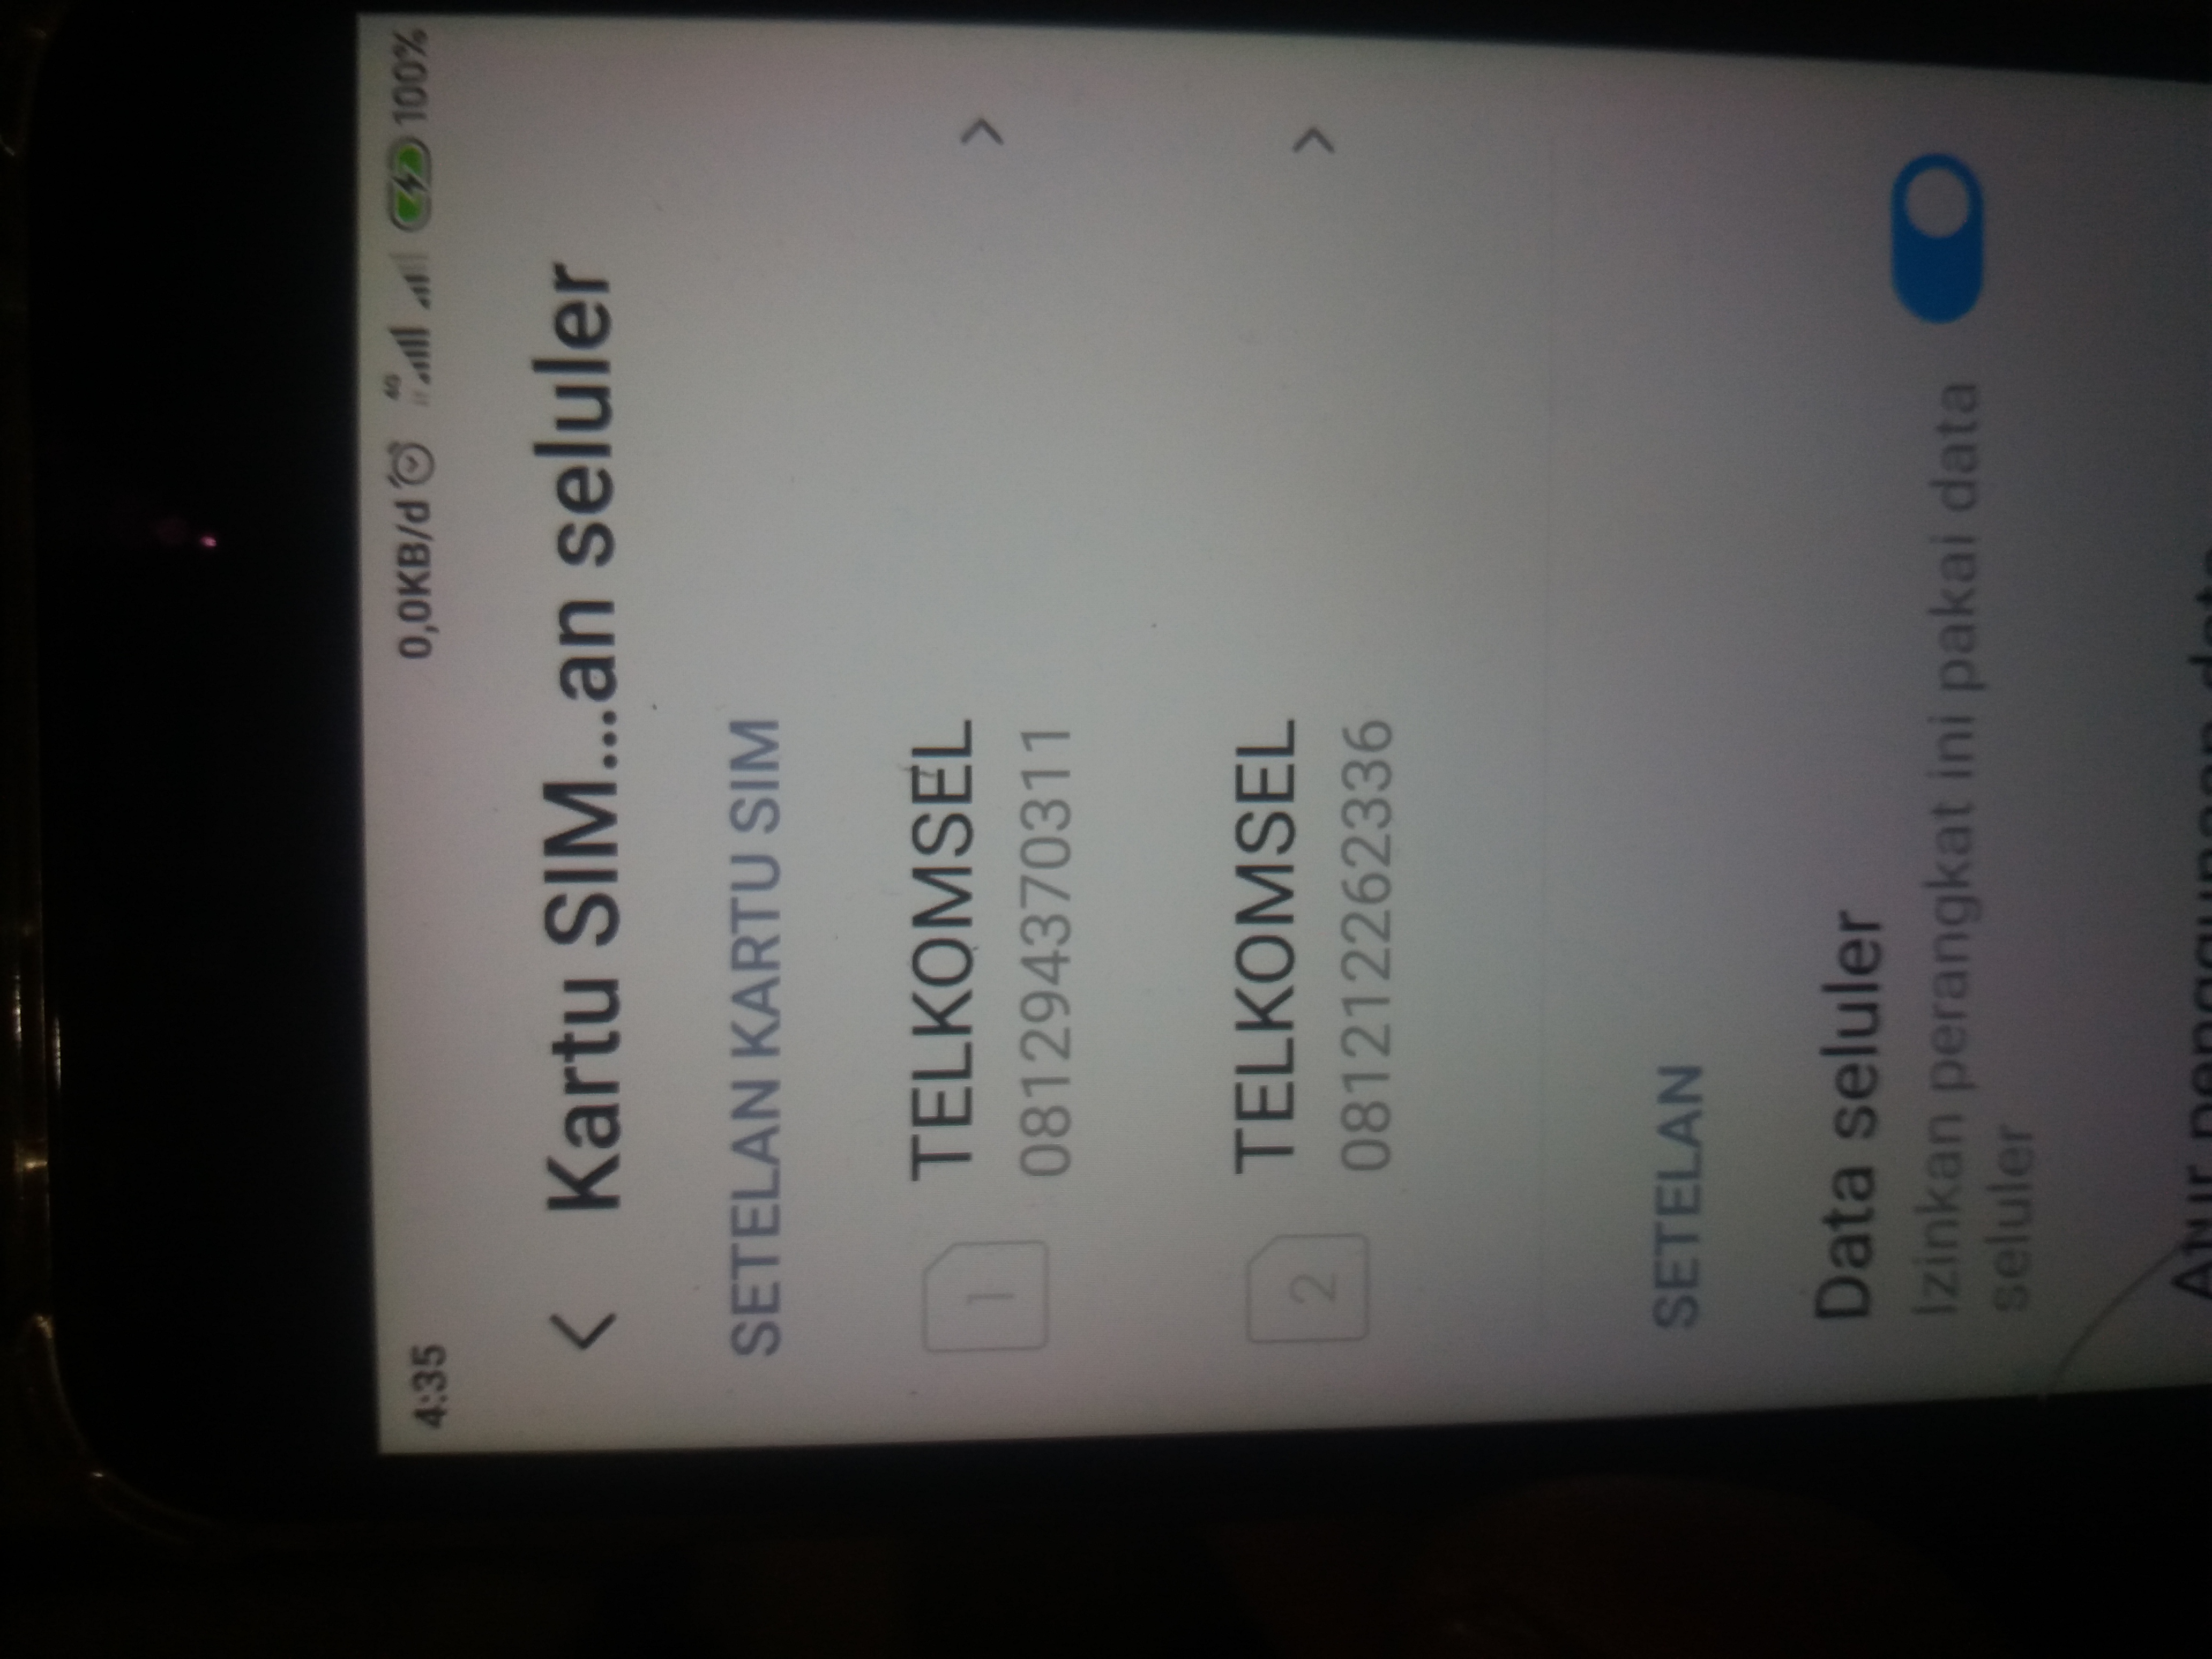 4:35 0,0KB/d 4G 100%
Kartu SIM...an seluler
SETELAN KARTU SIM
1 TELKOMSEL
081294370311
2 TELKOMSEL
081212262336
SETELAN
Data seluler
Izinkan perangkat ini pakai data
seluler
Atur penggunaan data